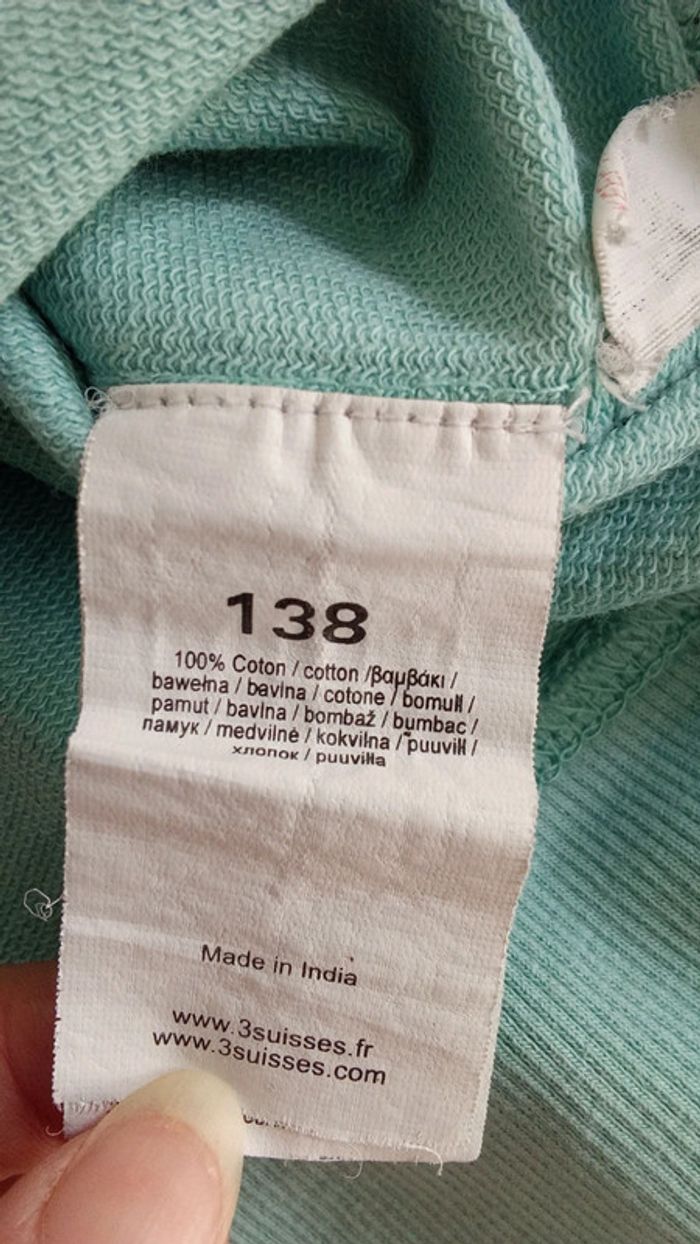 138
100% Coton / cotton /βαμβάκι /
bawełna / bavlna / cotone / bomull /
pamut / bavlna / bombaž / bumbac /
памук / medvilnė / kokvilna / puuvill /
хлопок / puuvilla
Made in India
www.3suisses.fr
www.3suisses.com